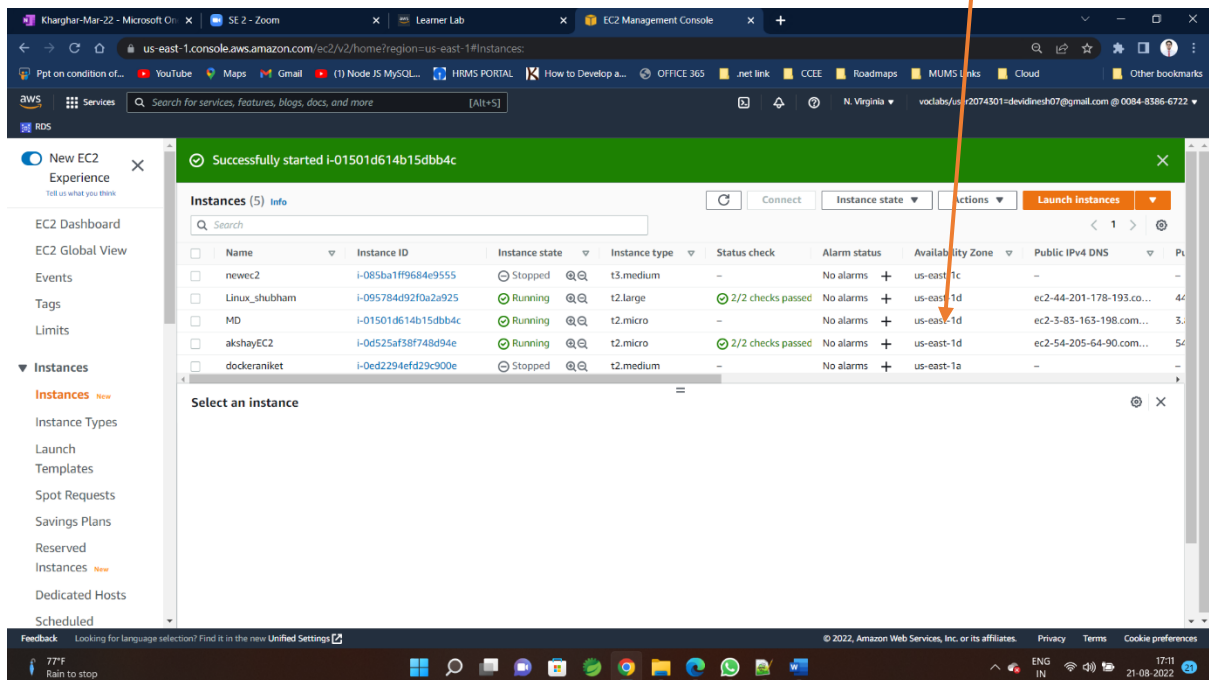 Kharghar-Mar-22 - Microsoft On
SE 2 - Zoom
Learner Lab
EC2 Management Console
us-east-1.console.aws.amazon.com/ec2/v2/home?region=us-east-1#Instances:
Ppt on condition of... YouTube Maps Gmail (1) Node JS MySQL... HRMS PORTAL How to Develop a... OFFICE 365 .net link CCEE Roadmaps MUMS Links Cloud Other bookmarks
aws Services Search for services, features, blogs, docs, and more [Alt+S] N. Virginia voclabs/user2074301=devidinesh07@gmail.com @ 0084-8386-6722
RDS
New EC2
Experience
Tell us what you think
Successfully started i-01501d614b15dbb4c
Instances (5) Info Connect Instance state Actions Launch instances
Search 1
Name Instance ID Instance state Instance type Status check Alarm status Availability Zone Public IPv4 DNS Pu
newec2 i-085ba1ff9684e9555 Stopped t3.medium – No alarms + us-east-1c – –
Linux_shubham i-095784d92f0a2a925 Running t2.large 2/2 checks passed No alarms + us-east-1d ec2-44-201-178-193.co... 44
MD i-01501d614b15dbb4c Running t2.micro – No alarms + us-east-1d ec2-3-83-163-198.com... 3.
akshayEC2 i-0d525af38f748d94e Running t2.micro 2/2 checks passed No alarms + us-east-1d ec2-54-205-64-90.com... 54
dockeraniket i-0ed2294efd29c900e Stopped t2.medium – No alarms + us-east-1a – –
Select an instance
EC2 Dashboard
EC2 Global View
Events
Tags
Limits
Instances
Instances New
Instance Types
Launch
Templates
Spot Requests
Savings Plans
Reserved
Instances New
Dedicated Hosts
Scheduled
Feedback Looking for language selection? Find it in the new Unified Settings © 2022, Amazon Web Services, Inc. or its affiliates. Privacy Terms Cookie preferences
77°F
Rain to stop
ENG
IN
17:11
21-08-2022
21